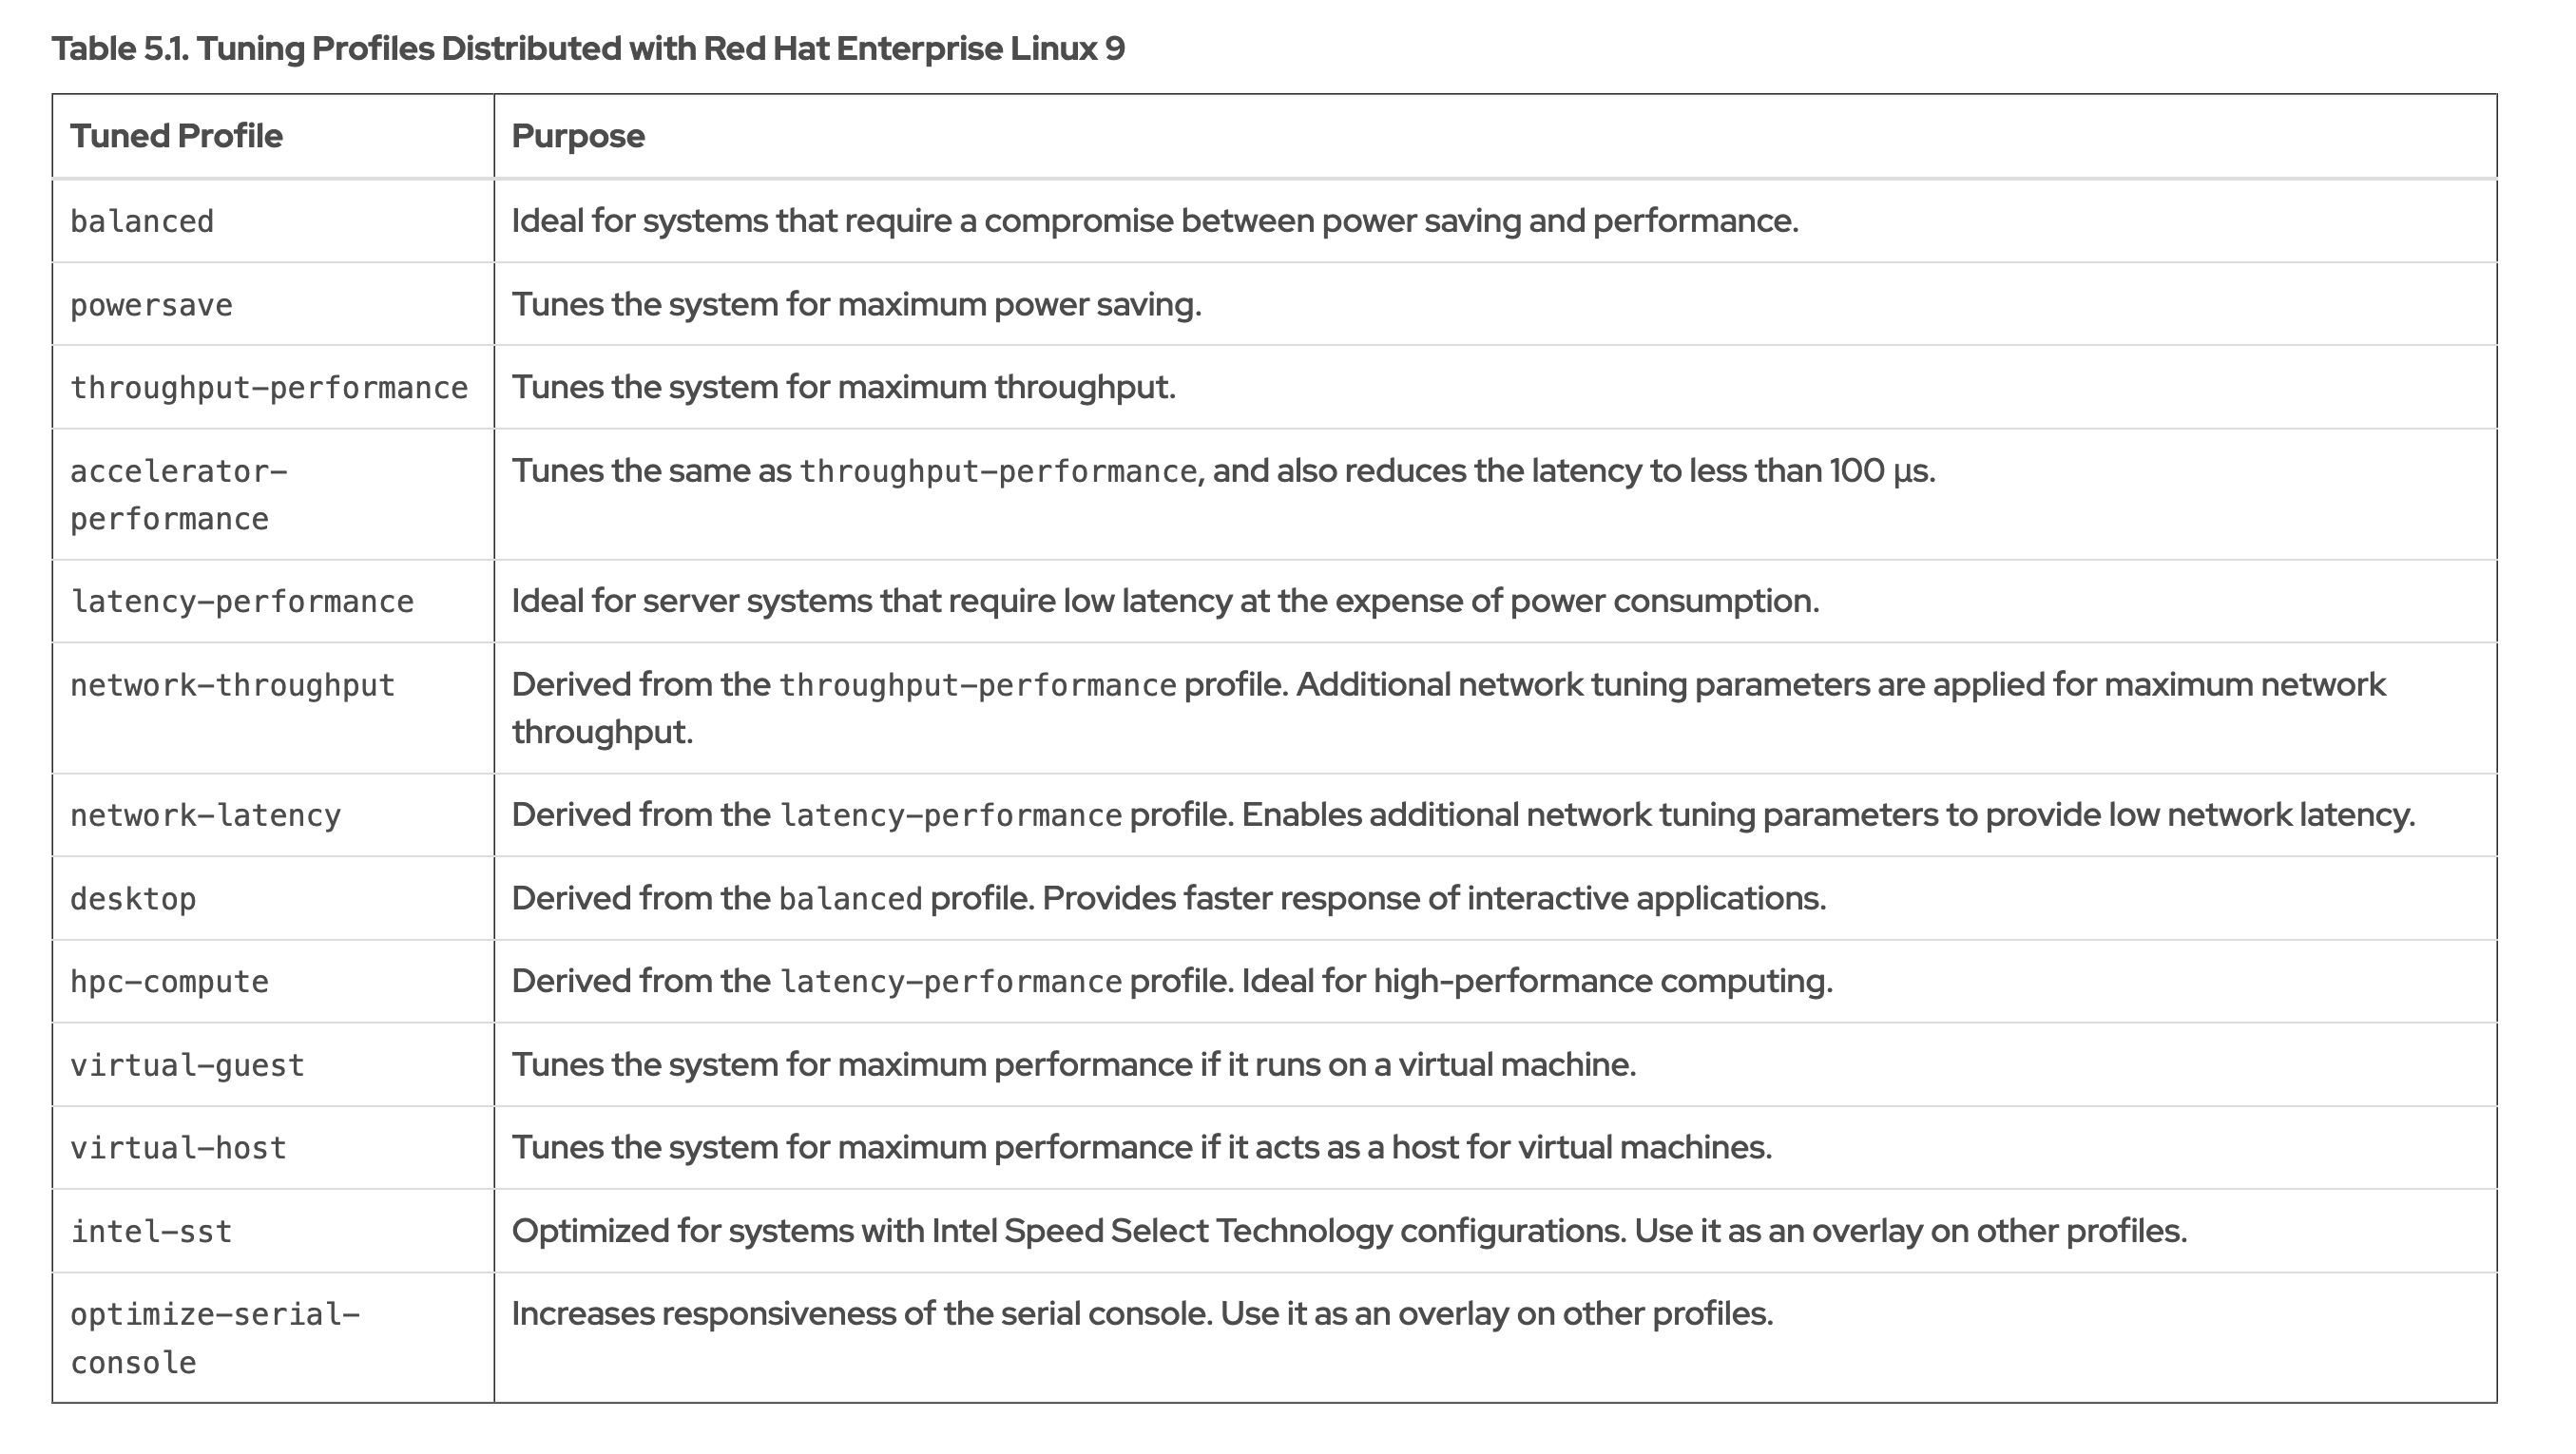 Table 5.1. Tuning Profiles Distributed with Red Hat Enterprise Linux 9
Tuned Profile Purpose
balanced Ideal for systems that require a compromise between power saving and performance.
powersave Tunes the system for maximum power saving.
throughput-performance Tunes the system for maximum throughput.
accelerator- Tunes the same as throughput-performance, and also reduces the latency to less than 100 μs.
performance
latency-performance Ideal for server systems that require low latency at the expense of power consumption.
network-throughput Derived from the throughput-performance profile. Additional network tuning parameters are applied for maximum network
throughput.
network-latency Derived from the latency-performance profile. Enables additional network tuning parameters to provide low network latency.
desktop Derived from the balanced profile. Provides faster response of interactive applications.
hpc-compute Derived from the latency-performance profile. Ideal for high-performance computing.
virtual-guest Tunes the system for maximum performance if it runs on a virtual machine.
virtual-host Tunes the system for maximum performance if it acts as a host for virtual machines.
intel-sst Optimized for systems with Intel Speed Select Technology configurations. Use it as an overlay on other profiles.
optimize-serial- Increases responsiveness of the serial console. Use it as an overlay on other profiles.
console